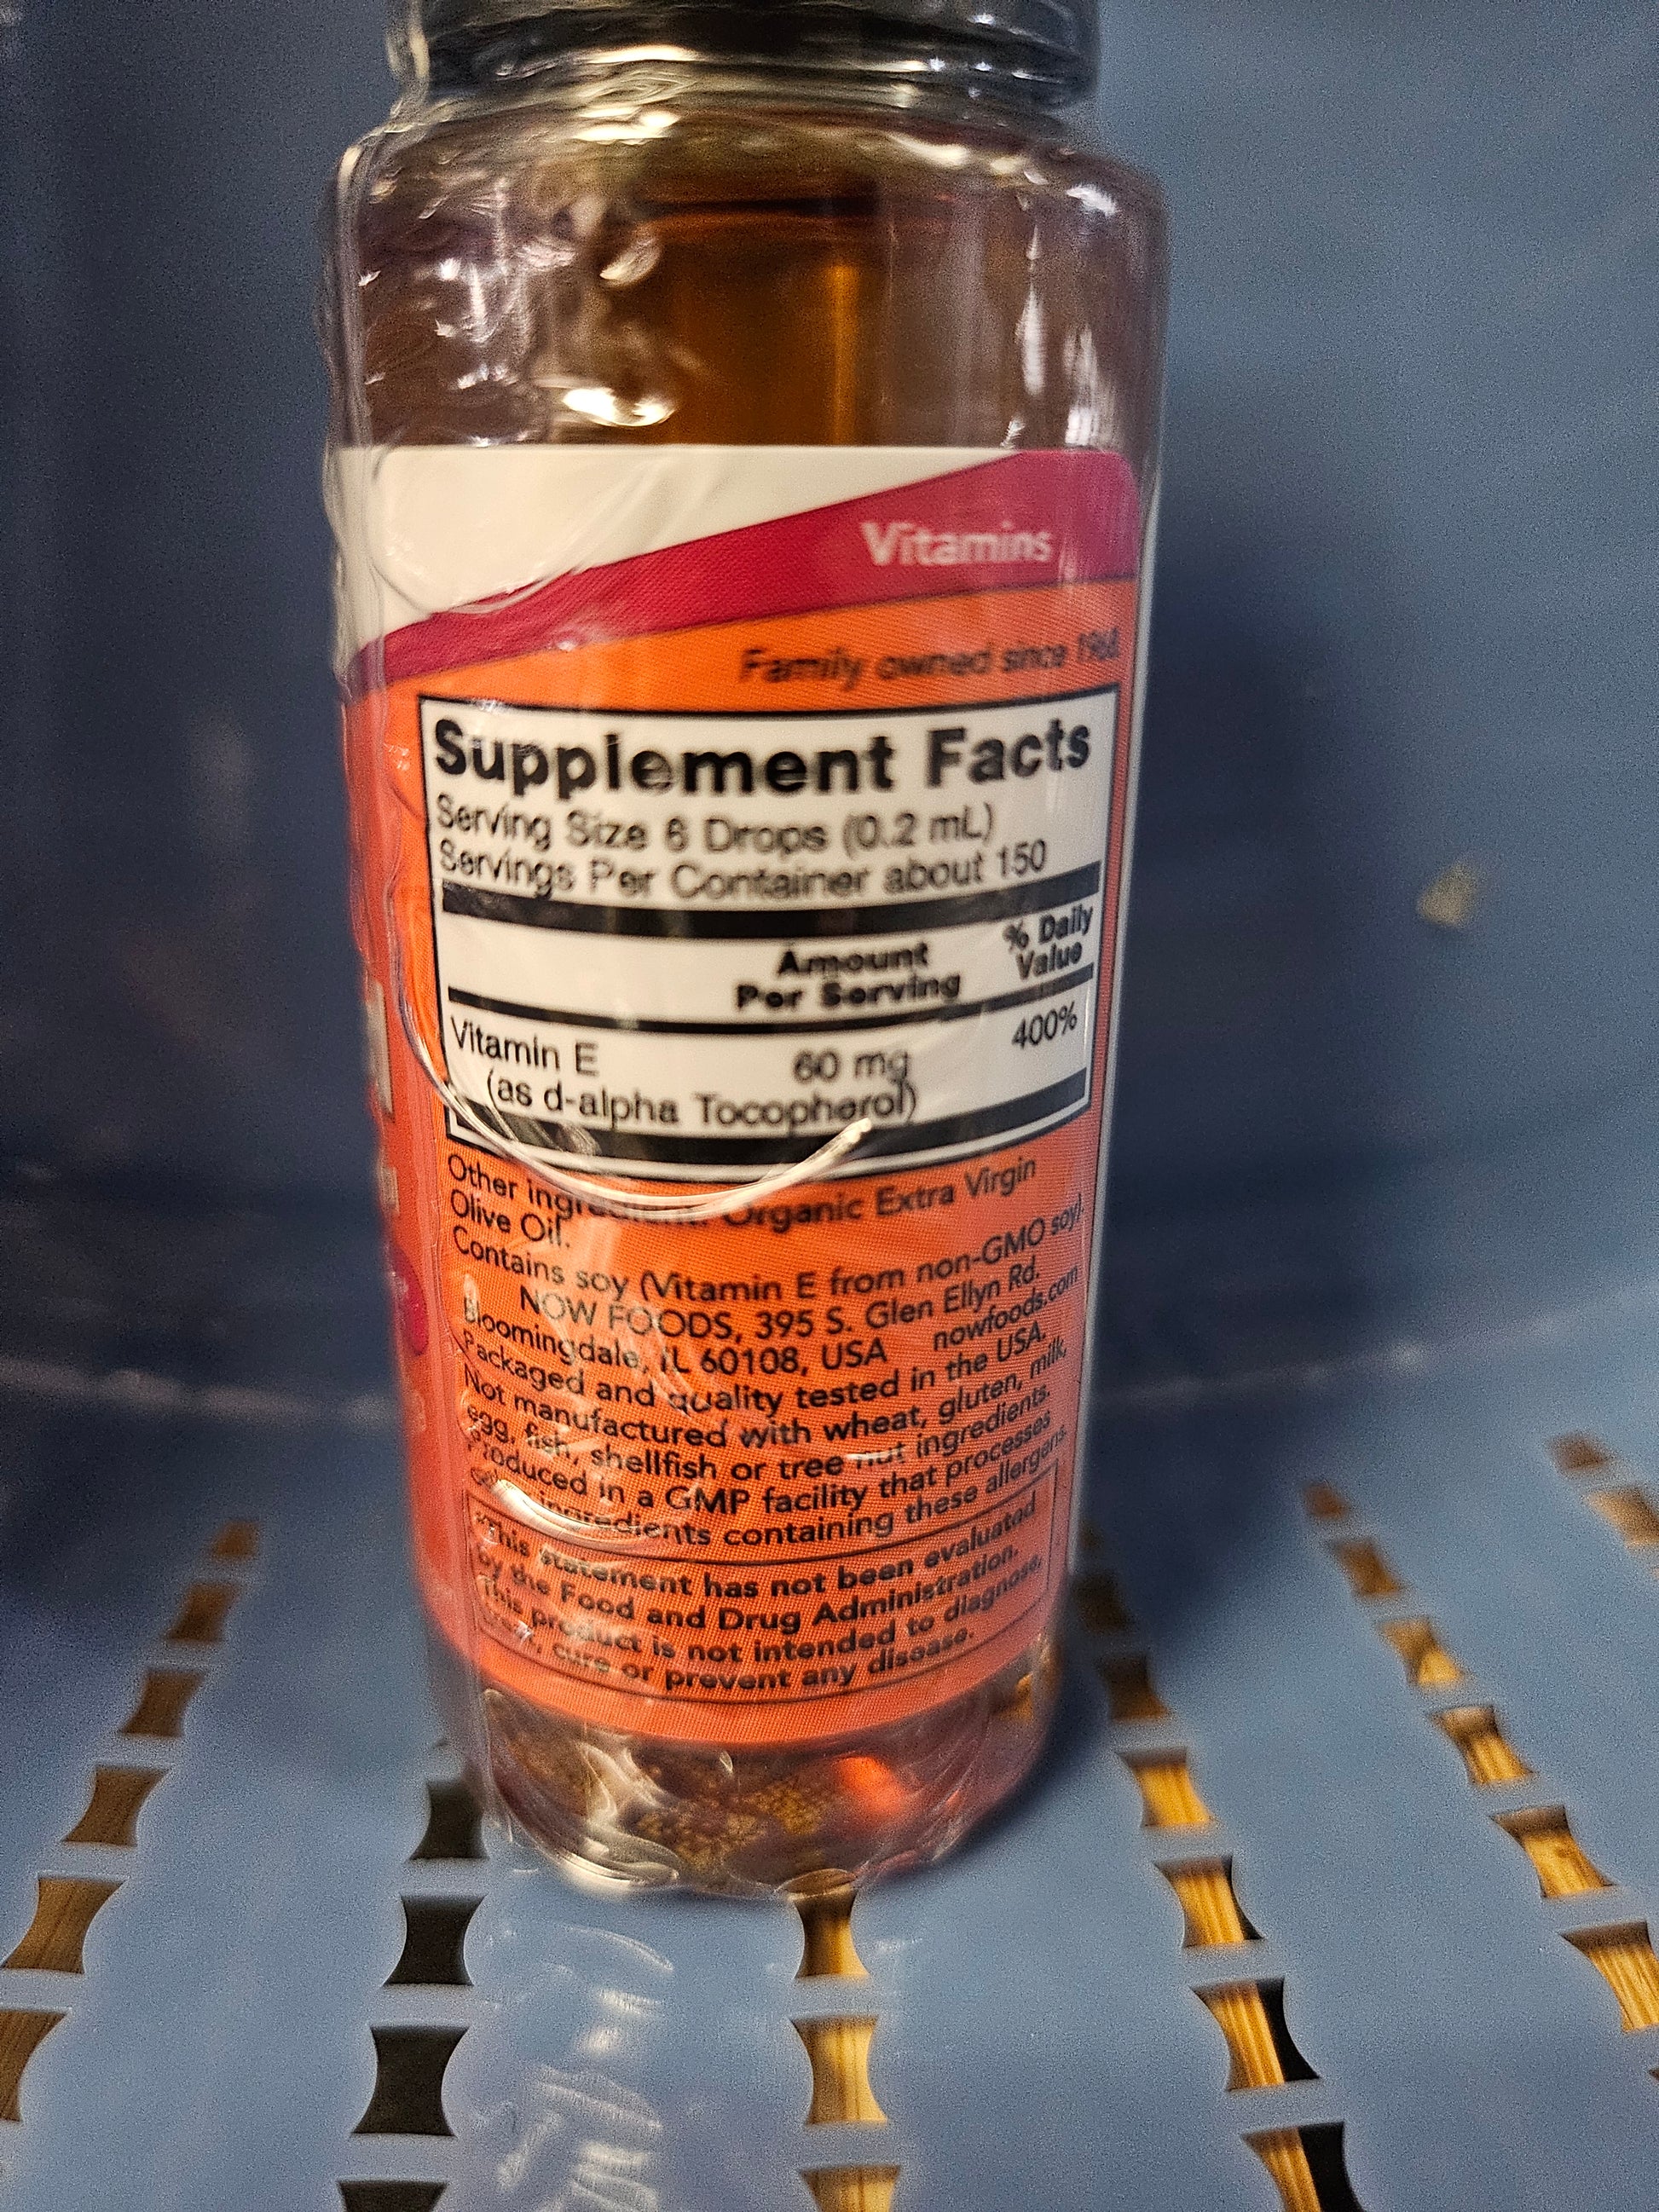 Vitamins
Family owned since 1968
Supplement Facts
Serving Size 6 Drops (0.2 mL)
Servings Per Container about 150
Amount Per Serving
% Daily Value
Vitamin E 60 mg 400%
(as d-alpha Tocopherol)
Other ingredient: Organic Extra Virgin
Olive Oil.
Contains soy (Vitamin E from non-GMO soy).
NOW FOODS, 395 S. Glen Ellyn Rd.
Bloomingdale, IL 60108, USA nowfoods.com
Packaged and quality tested in the USA.
Not manufactured with wheat, gluten, milk,
egg, fish, shellfish or tree nut ingredients.
Produced in a GMP facility that processes
other ingredients containing these allergens.
*This statement has not been evaluated
by the Food and Drug Administration.
This product is not intended to diagnose,
treat, cure or prevent any disease.